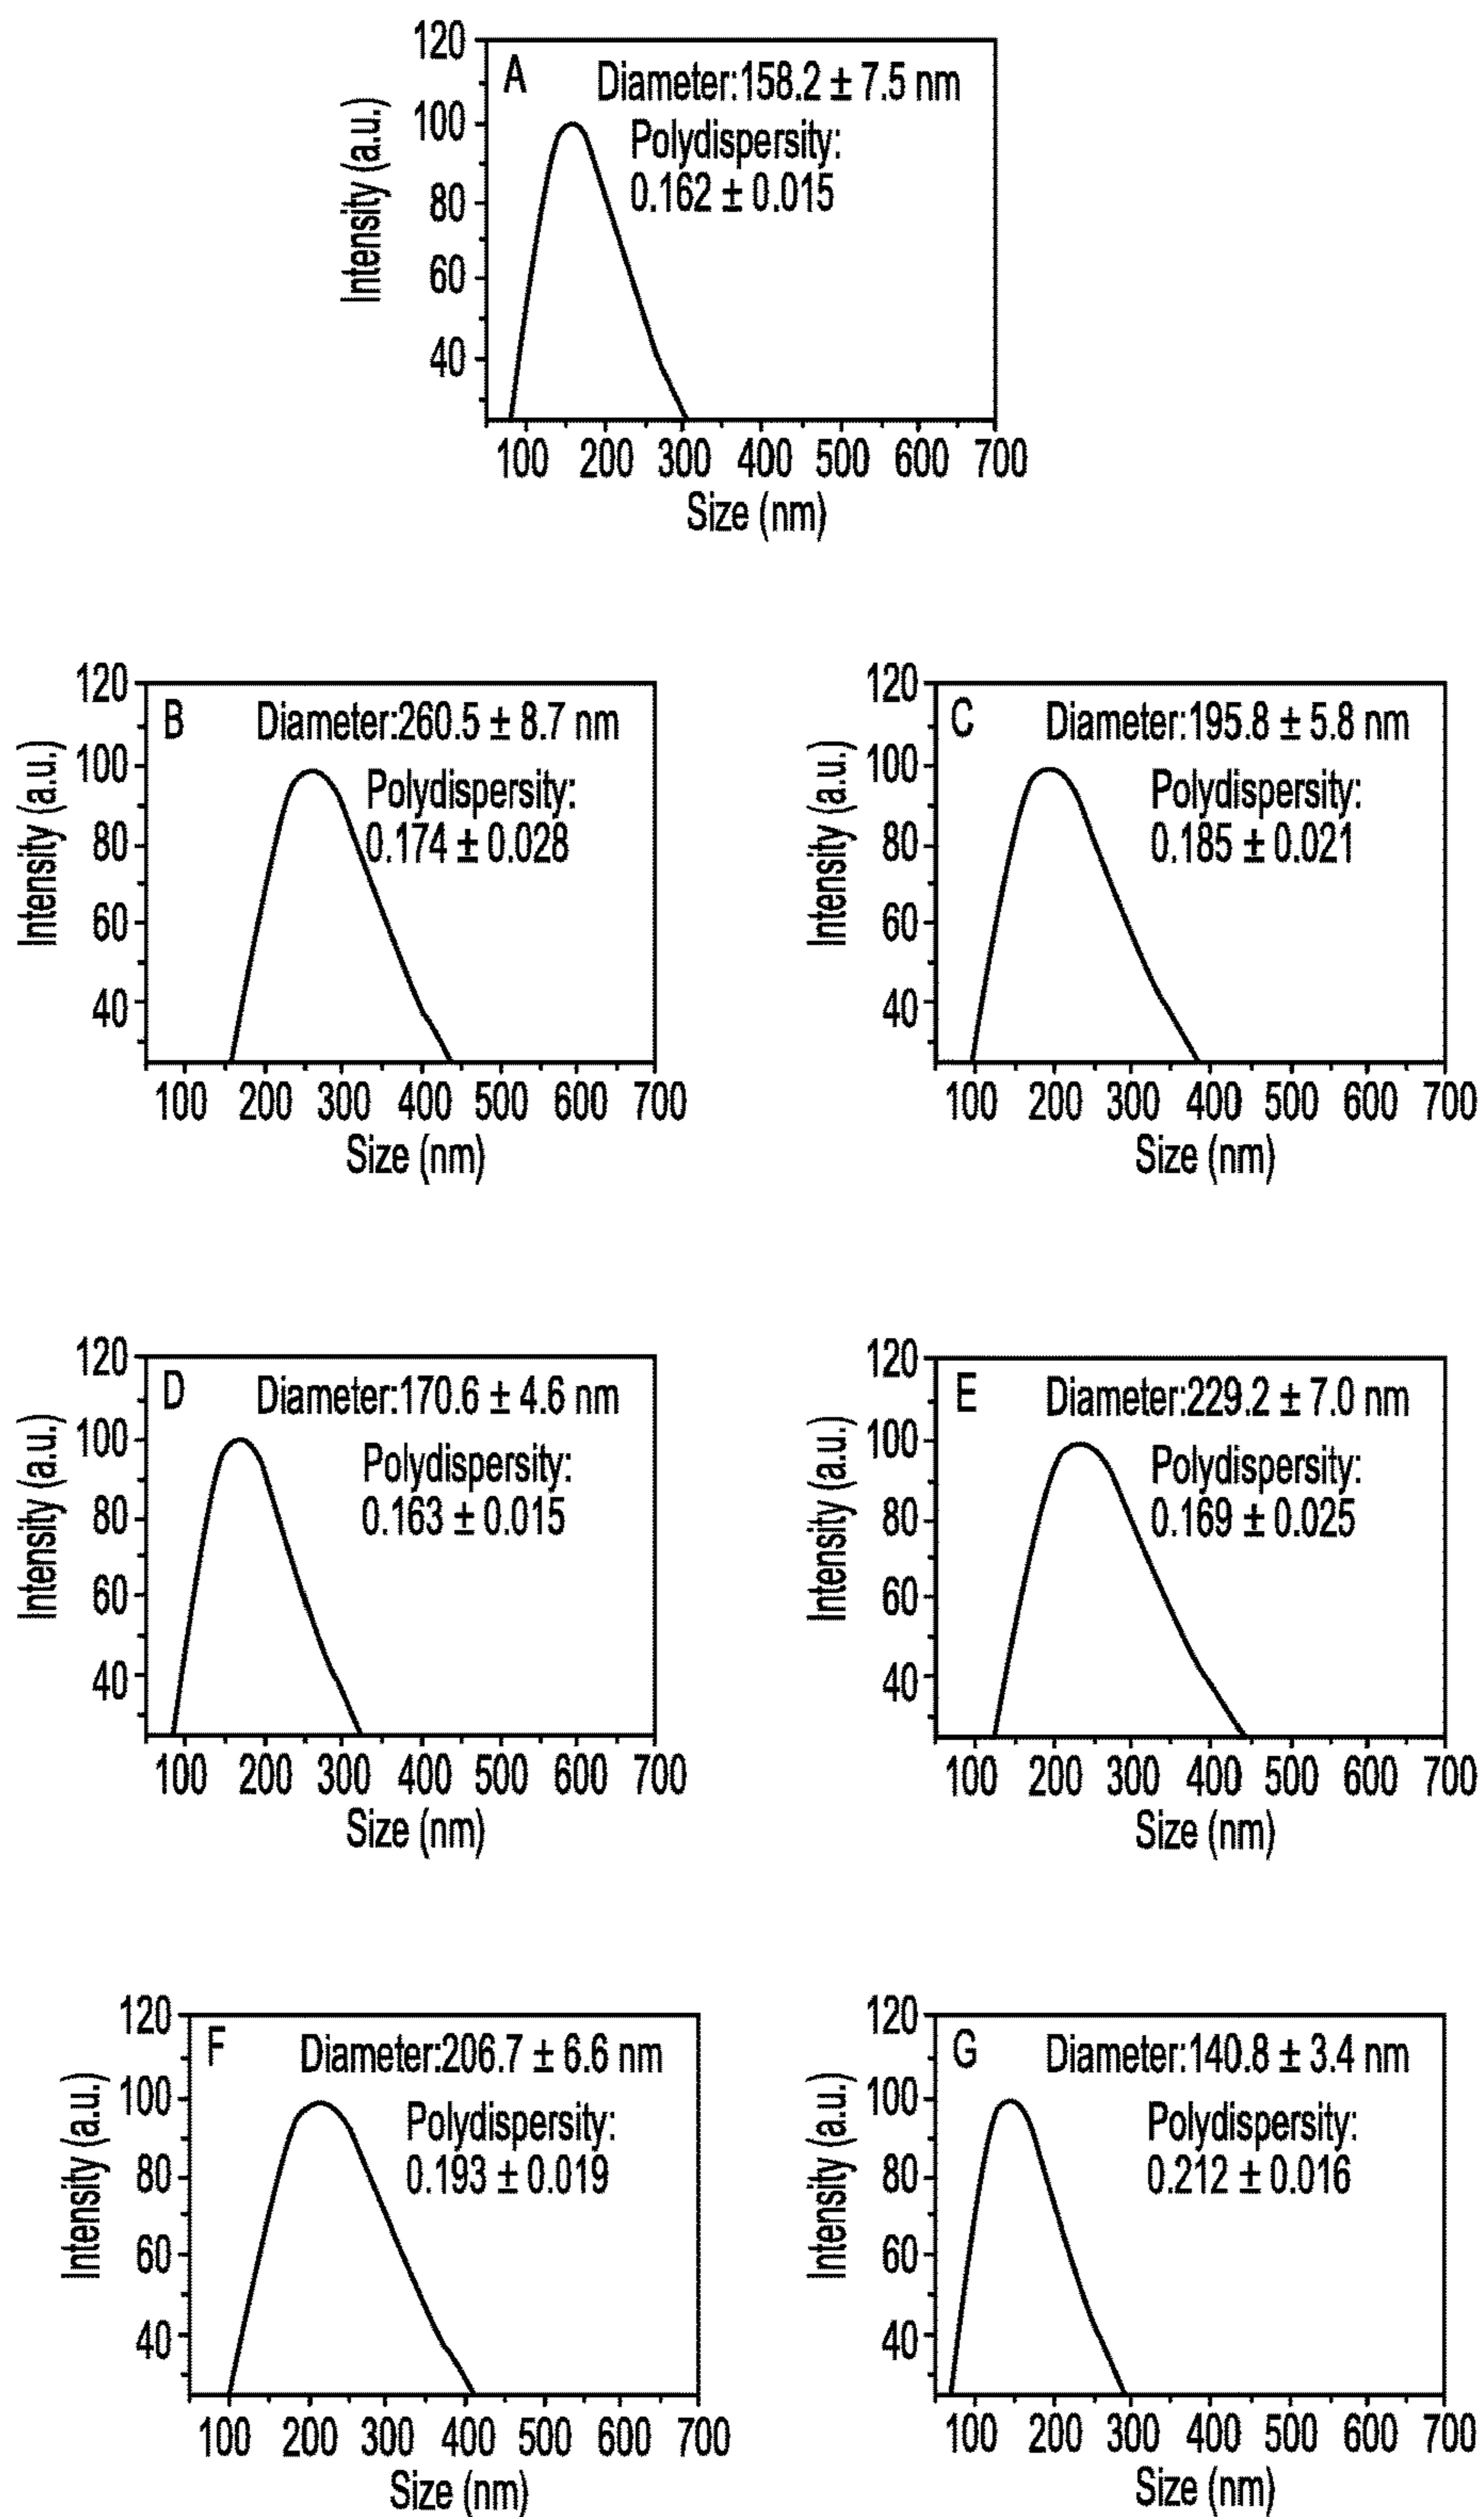 120
A Diameter:158.2 ± 7.5 nm
Polydispersity:
0.162 ± 0.015
100
80
60
40
Intensity (a.u.)
100 200 300 400 500 600 700
Size (nm)
120
B Diameter:260.5 ± 8.7 nm
Polydispersity:
0.174 ± 0.028
100
80
60
40
Intensity (a.u.)
100 200 300 400 500 600 700
Size (nm)
120
C Diameter:195.8 ± 5.8 nm
Polydispersity:
0.185 ± 0.021
100
80
60
40
Intensity (a.u.)
100 200 300 400 500 600 700
Size (nm)
120
D Diameter:170.6 ± 4.6 nm
Polydispersity:
0.163 ± 0.015
100
80
60
40
Intensity (a.u.)
100 200 300 400 500 600 700
Size (nm)
120
E Diameter:229.2 ± 7.0 nm
Polydispersity:
0.169 ± 0.025
100
80
60
40
Intensity (a.u.)
100 200 300 400 500 600 700
Size (nm)
120
F Diameter:206.7 ± 6.6 nm
Polydispersity:
0.193 ± 0.019
100
80
60
40
Intensity (a.u.)
100 200 300 400 500 600 700
Size (nm)
120
G Diameter:140.8 ± 3.4 nm
Polydispersity:
0.212 ± 0.016
100
80
60
40
Intensity (a.u.)
100 200 300 400 500 600 700
Size (nm)